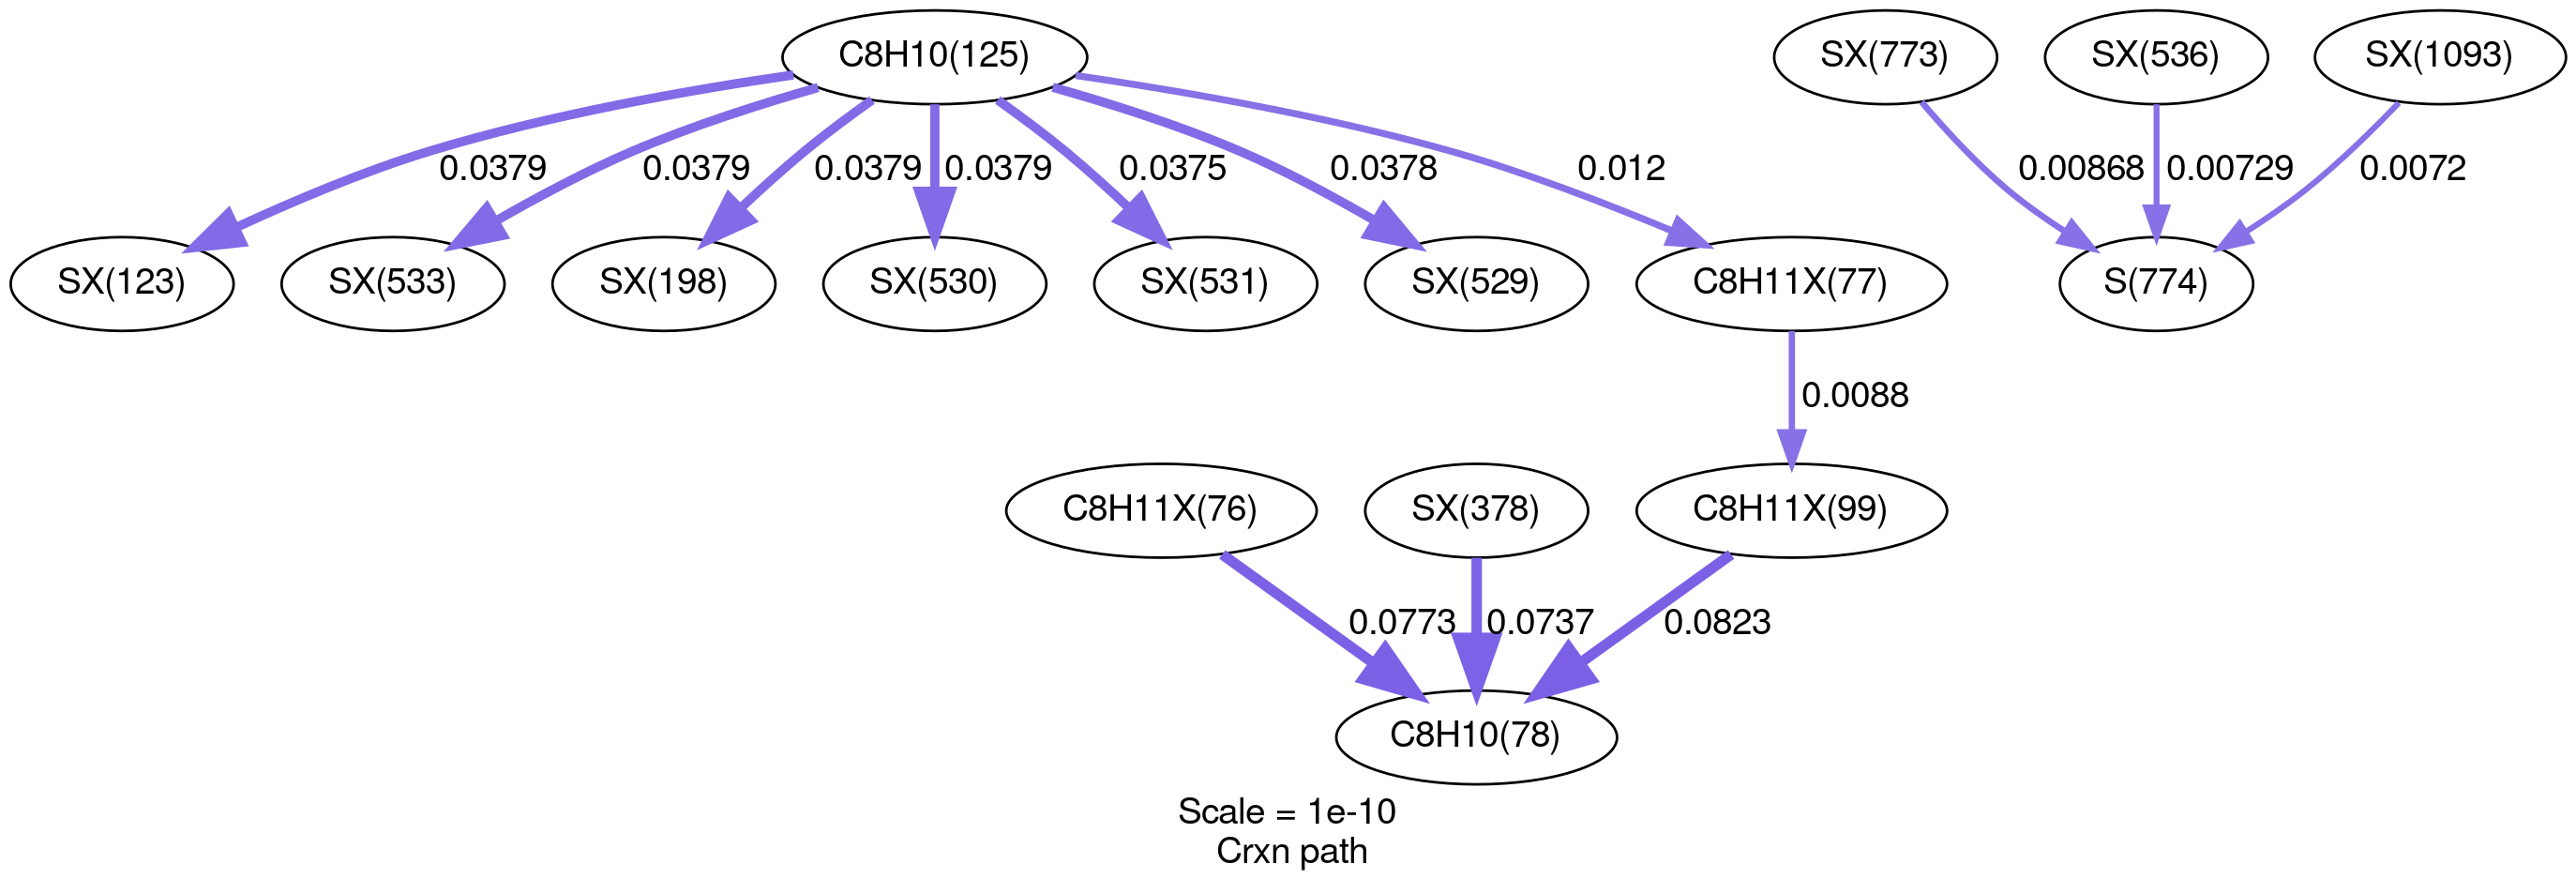 C8H10(125)
SX(773)
SX(536)
SX(1093)
0.0379
0.0379
0.0379
0.0379
0.0375
0.0378
0.012
0.00868
0.00729
0.0072
SX(123)
SX(533)
SX(198)
SX(530)
SX(531)
SX(529)
C8H11X(77)
S(774)
0.0088
C8H11X(76)
SX(378)
C8H11X(99)
0.0773
0.0737
0.0823
C8H10(78)
Scale = 1e-10
Crxn path